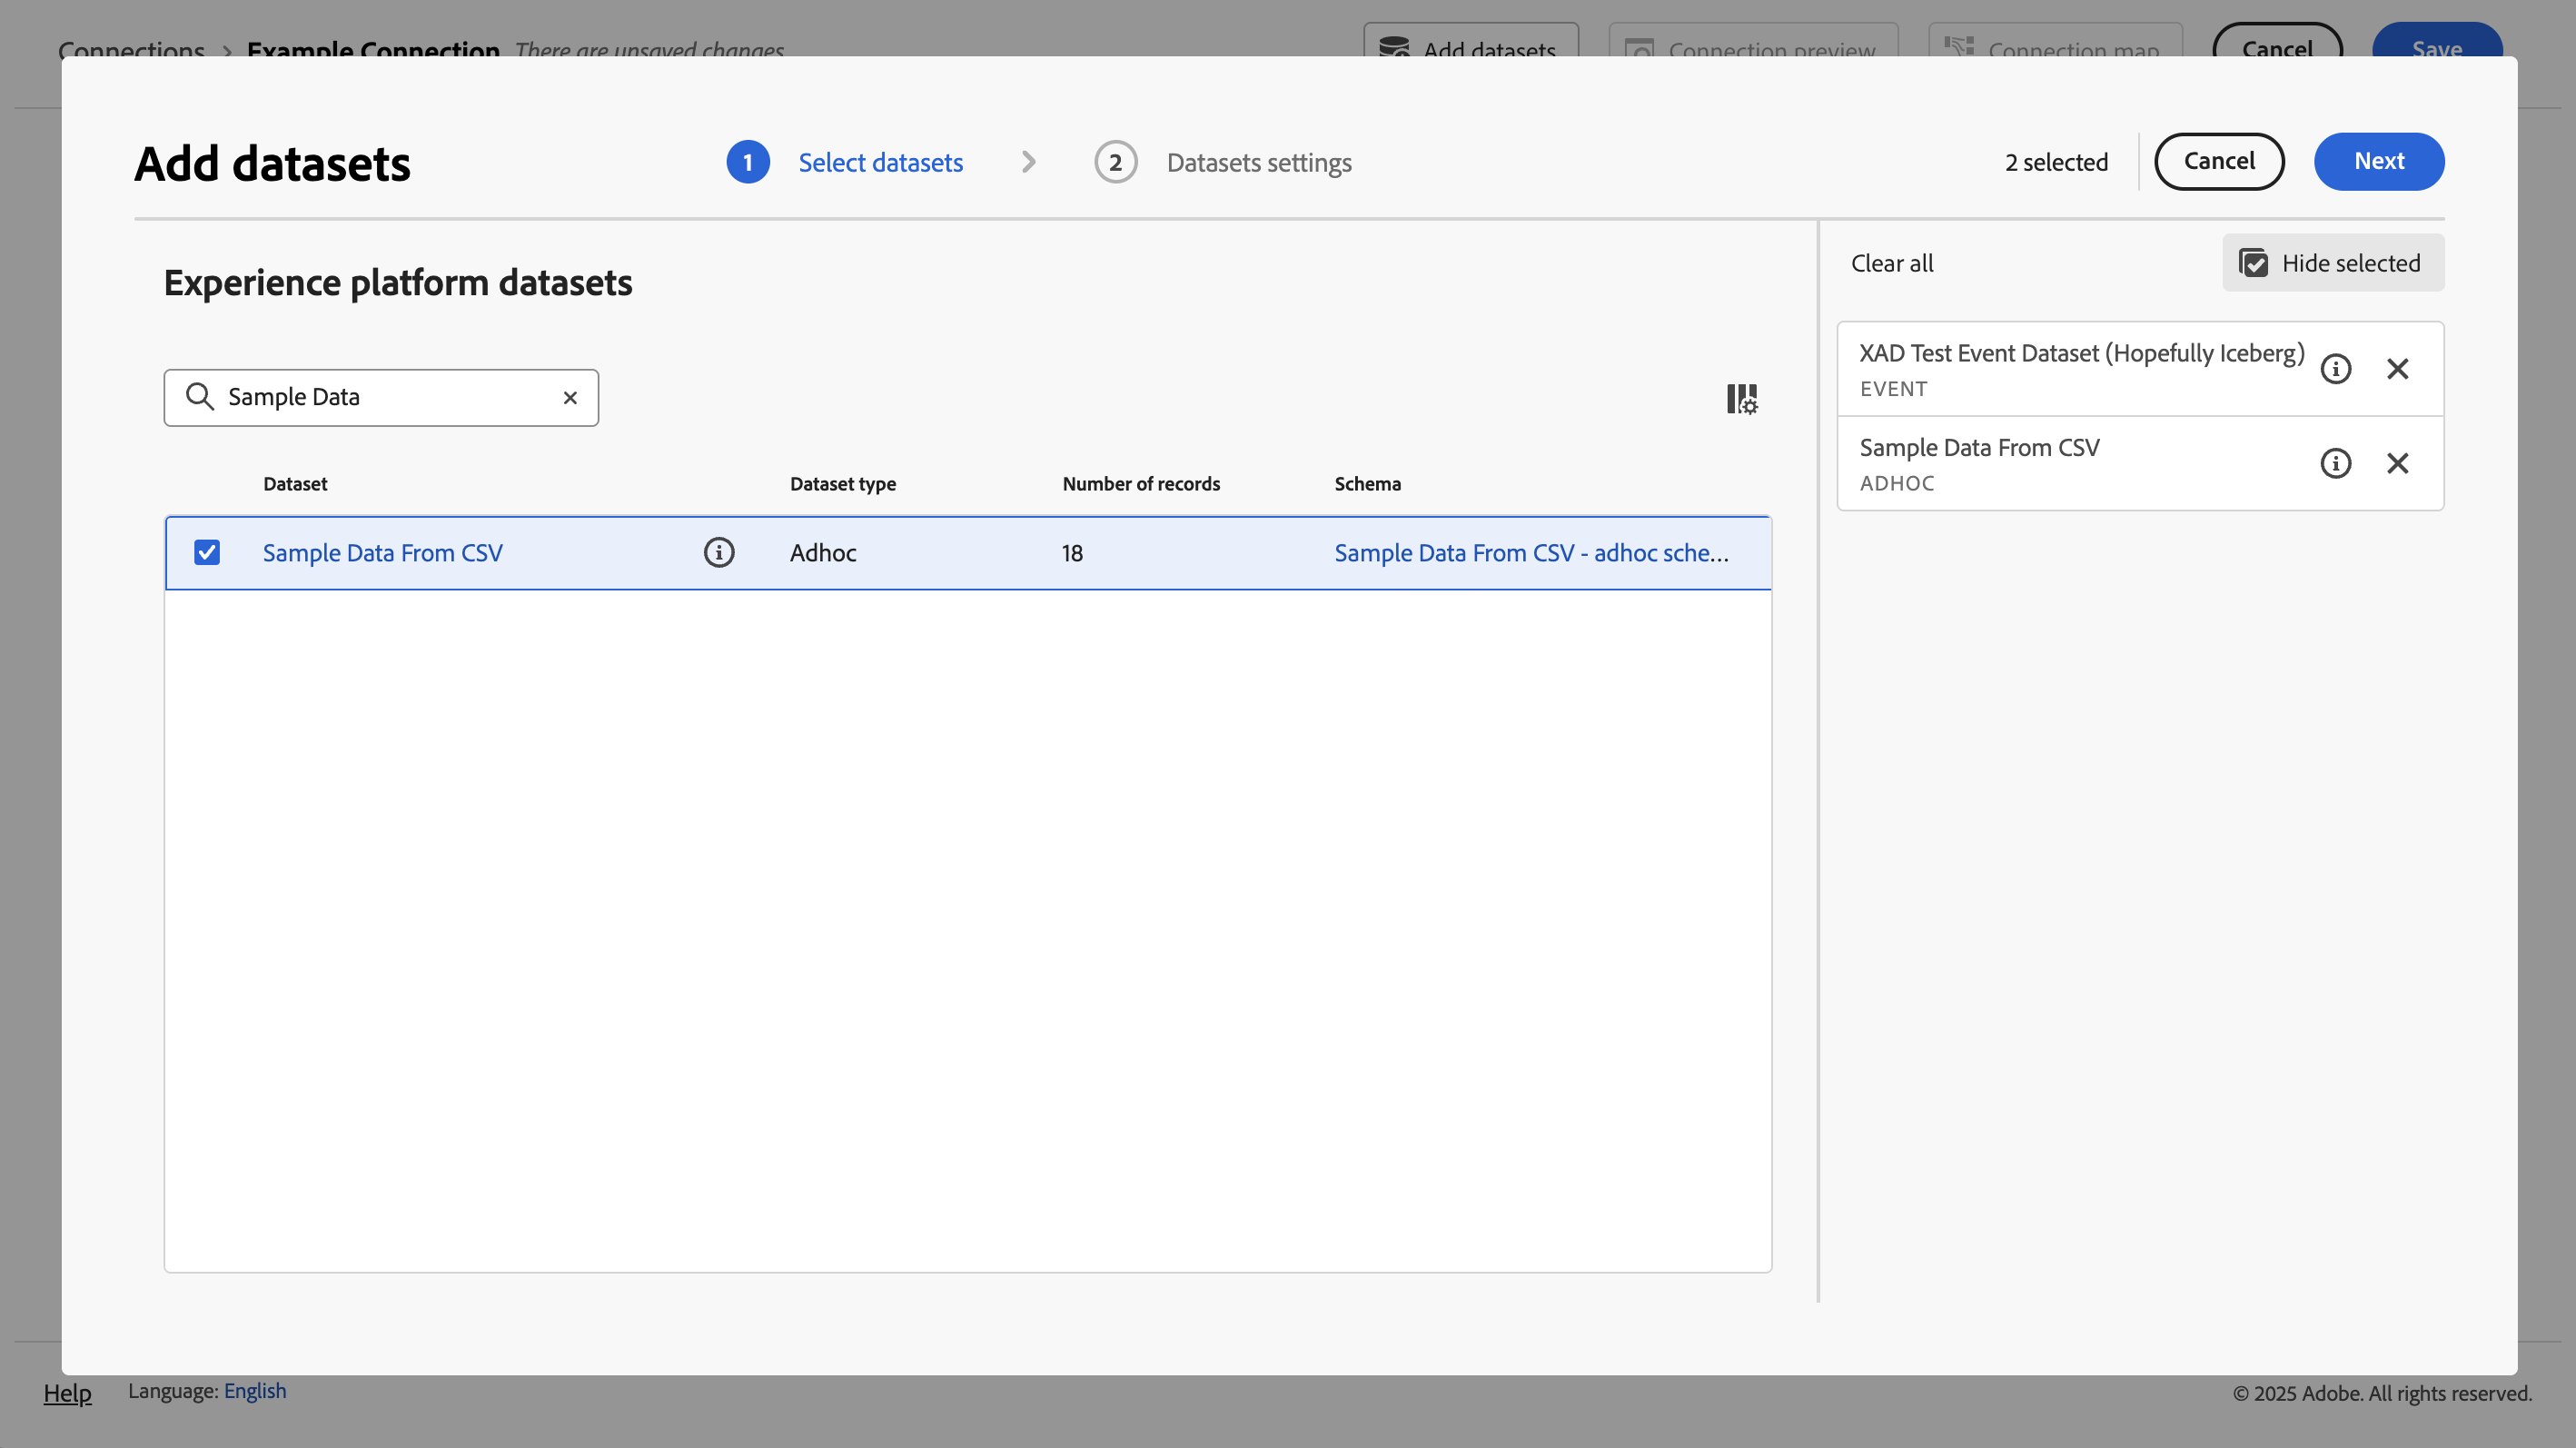 Connections > Example Connection There are unsaved changes
Add datasets
Connection preview
Connection map
Cancel
Save
Add datasets
1 Select datasets
2 Datasets settings
2 selected
Cancel
Next
Experience platform datasets
Clear all
Hide selected
Sample Data
XAD Test Event Dataset (Hopefully Iceberg)
EVENT
Sample Data From CSV
ADHOC
Dataset Dataset type Number of records Schema
Sample Data From CSV Adhoc 18 Sample Data From CSV - adhoc sche...
Help
Language: English
© 2025 Adobe. All rights reserved.